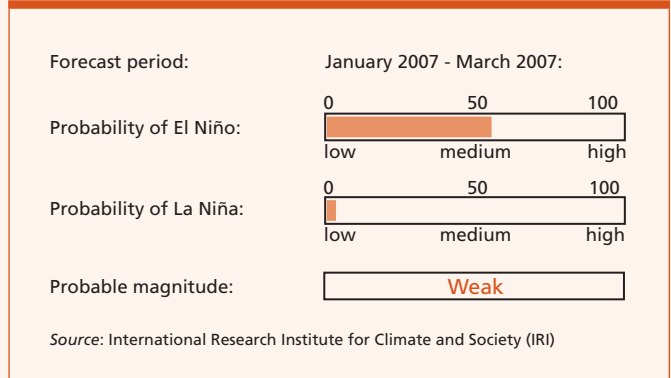 Forecast period: January 2007 - March 2007:
0 50 100
Probability of El Niño:
low medium high
0 50 100
Probability of La Niña:
low medium high
Probable magnitude: Weak
Source: International Research Institute for Climate and Society (IRI)